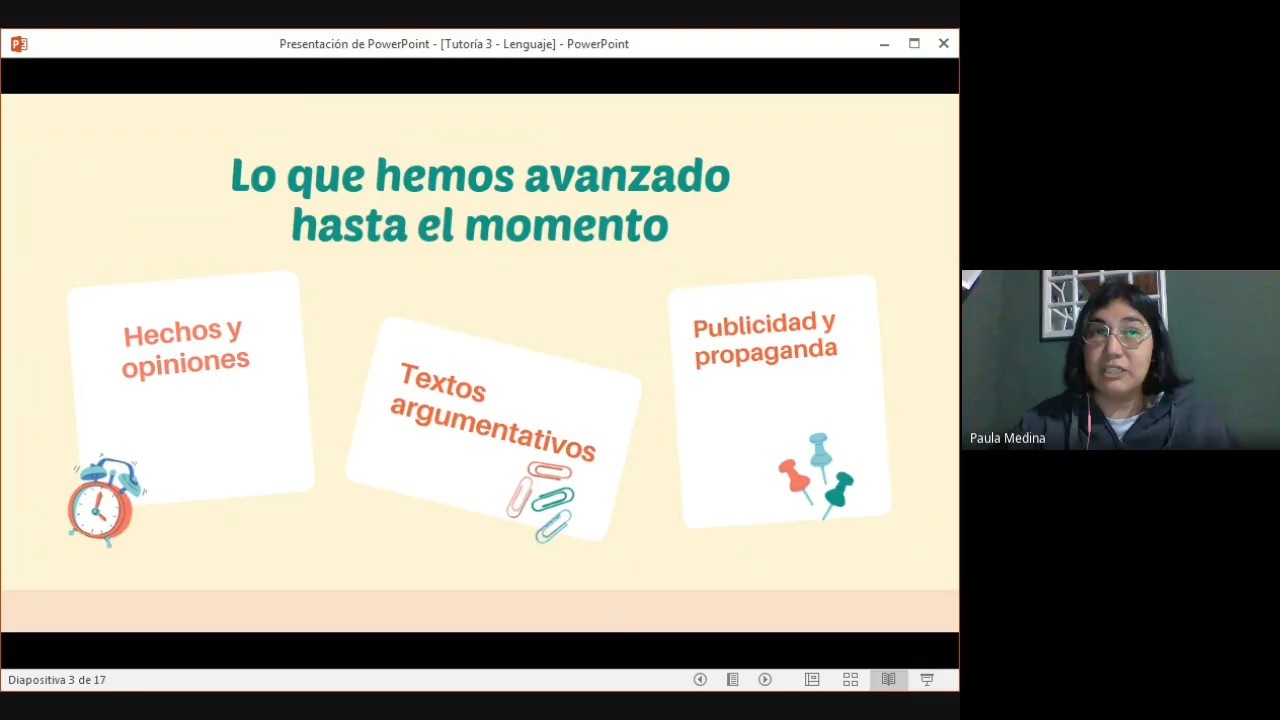 Presentación de PowerPoint - [Tutoría 3 - Lenguaje] - PowerPoint
Lo que hemos avanzado
hasta el momento
Hechos y
opiniones
Textos
argumentativos
Publicidad y
propaganda
Paula Medina
Diapositiva 3 de 17